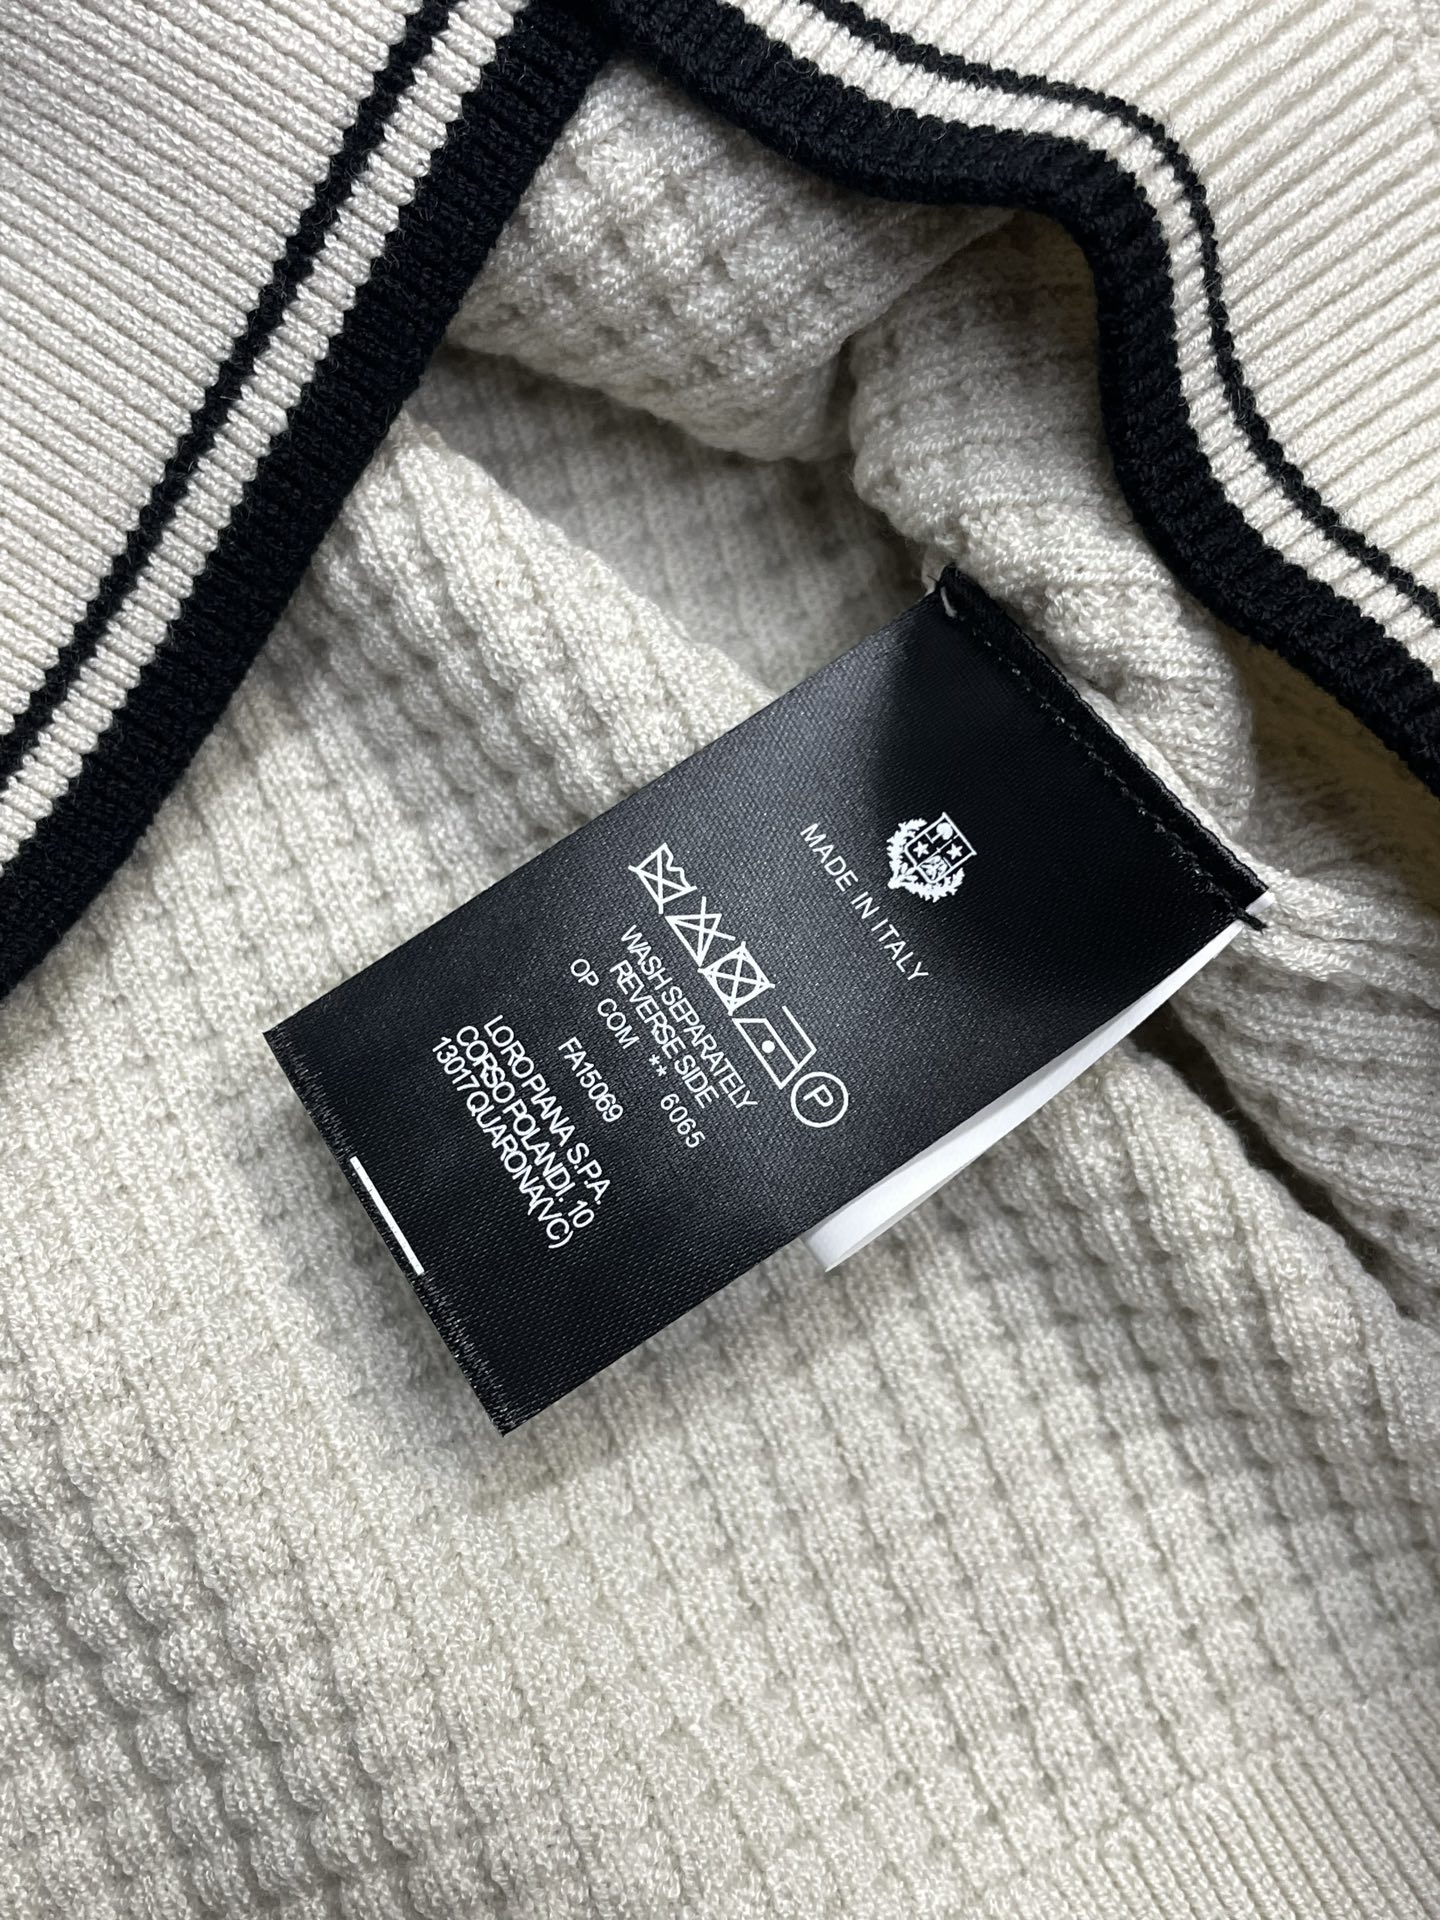 MADE IN ITALY
P
WASH SEPARATELY
REVERSE SIDE
OP COM ** 6065
FA15069
LORO PIANA S.P.A.
CORSO POLANDI. 10
13017 QUARONA(VC)